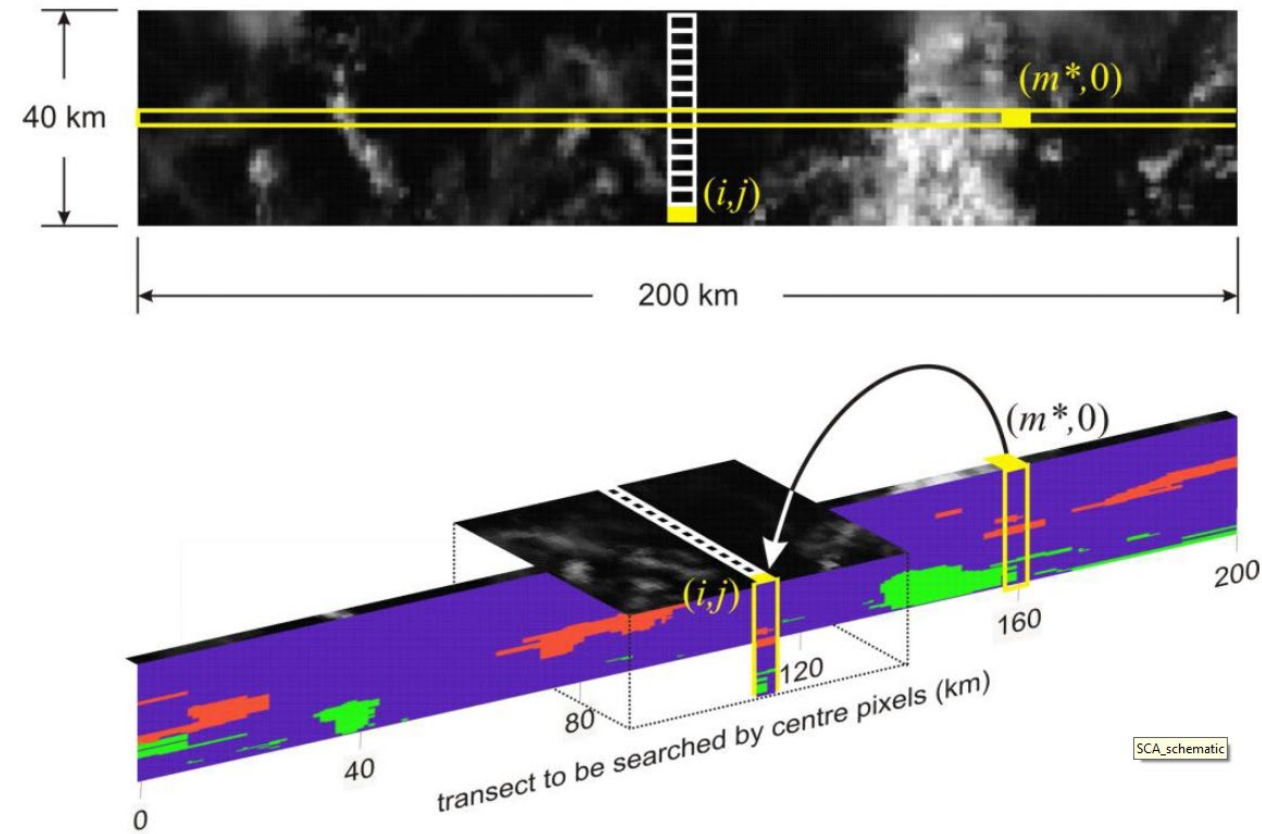 (m*,0)
40 km
(i,j)
200 km
(m*,0)
(i,j)
200
160
120
80
40
0
transect to be searched by centre pixels (km)
SCA_schematic